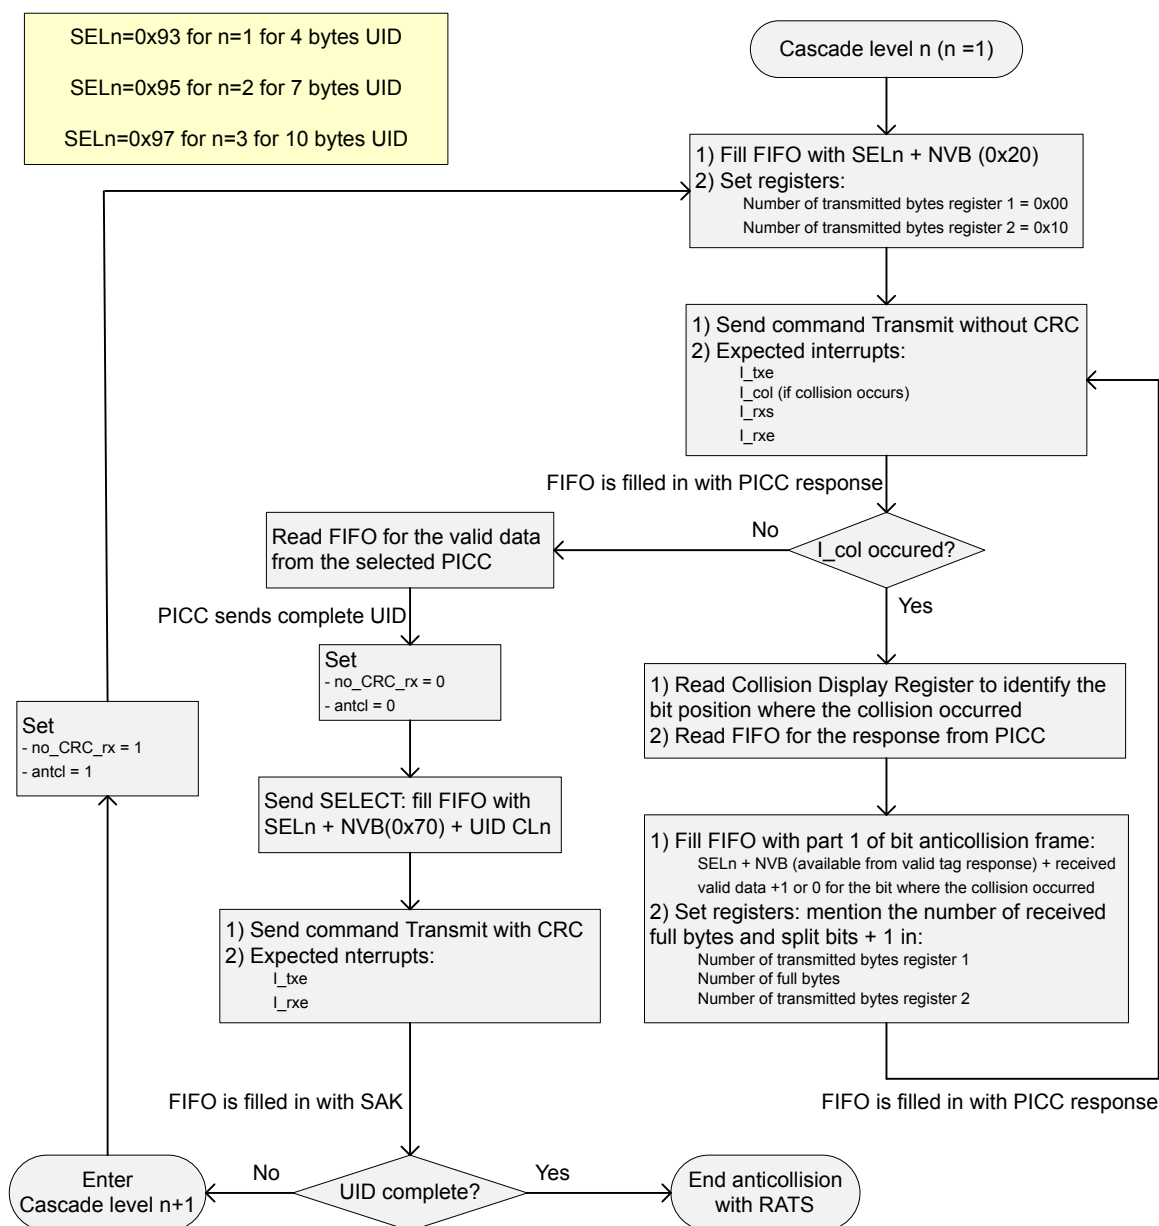 SELn=0x93 for n=1 for 4 bytes UID
SELn=0x95 for n=2 for 7 bytes UID
SELn=0x97 for n=3 for 10 bytes UID
Cascade level n (n =1)
1) Fill FIFO with SELn + NVB (0x20)
2) Set registers:
Number of transmitted bytes register 1 = 0x00
Number of transmitted bytes register 2 = 0x10
1) Send command Transmit without CRC
2) Expected interrupts:
I_txe
I_col (if collision occurs)
I_rxs
I_rxe
FIFO is filled in with PICC response
I_col occured?
No
Yes
Read FIFO for the valid data
from the selected PICC
PICC sends complete UID
Set
- no_CRC_rx = 0
- antcl = 0
1) Read Collision Display Register to identify the
bit position where the collision occurred
2) Read FIFO for the response from PICC
Set
- no_CRC_rx = 1
- antcl = 1
Send SELECT: fill FIFO with
SELn + NVB(0x70) + UID CLn
1) Fill FIFO with part 1 of bit anticollision frame:
SELn + NVB (available from valid tag response) + received
valid data +1 or 0 for the bit where the collision occurred
2) Set registers: mention the number of received
full bytes and split bits + 1 in:
Number of transmitted bytes register 1
Number of full bytes
Number of transmitted bytes register 2
1) Send command Transmit with CRC
2) Expected nterrupts:
I_txe
I_rxe
FIFO is filled in with SAK
FIFO is filled in with PICC response
UID complete?
No
Yes
Enter
Cascade level n+1
End anticollision
with RATS